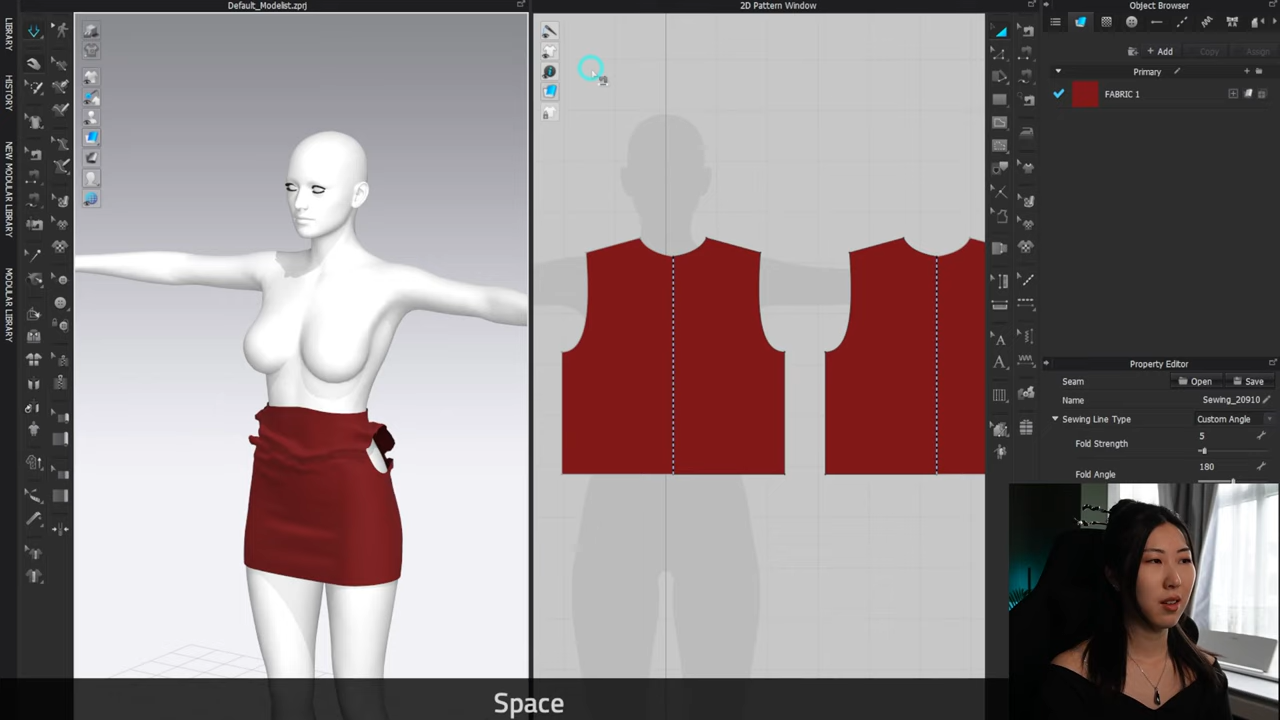 Default_Modelist.zprj
2D Pattern Window
Object Browser
LIBRARY
HISTORY
NEW MODULAR LIBRARY
MODULAR LIBRARY
+ Add
Copy
Assign
Primary
FABRIC 1
Property Editor
Seam
Open
Save
Name
Sewing_20910
Sewing Line Type
Custom Angle
Fold Strength
5
Fold Angle
180
Space